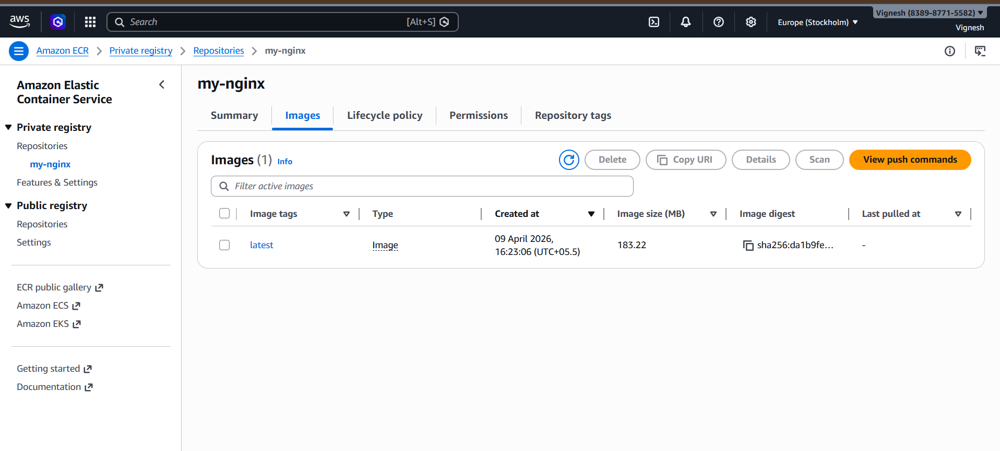 aws
Search
[Alt+S]
Europe (Stockholm)
Vignesh (8389-8771-5582)
Vignesh
Amazon ECR
Private registry
Repositories
my-nginx
Amazon Elastic
Container Service
Private registry
Repositories
my-nginx
Features & Settings
Public registry
Repositories
Settings
ECR public gallery
Amazon ECS
Amazon EKS
Getting started
Documentation
my-nginx
Summary
Images
Lifecycle policy
Permissions
Repository tags
Images (1) Info
Delete
Copy URI
Details
Scan
View push commands
Filter active images
Image tags
Type
Created at
Image size (MB)
Image digest
Last pulled at
latest
Image
09 April 2026,
16:23:06 (UTC+05.5)
183.22
sha256:da1b9fe...
-